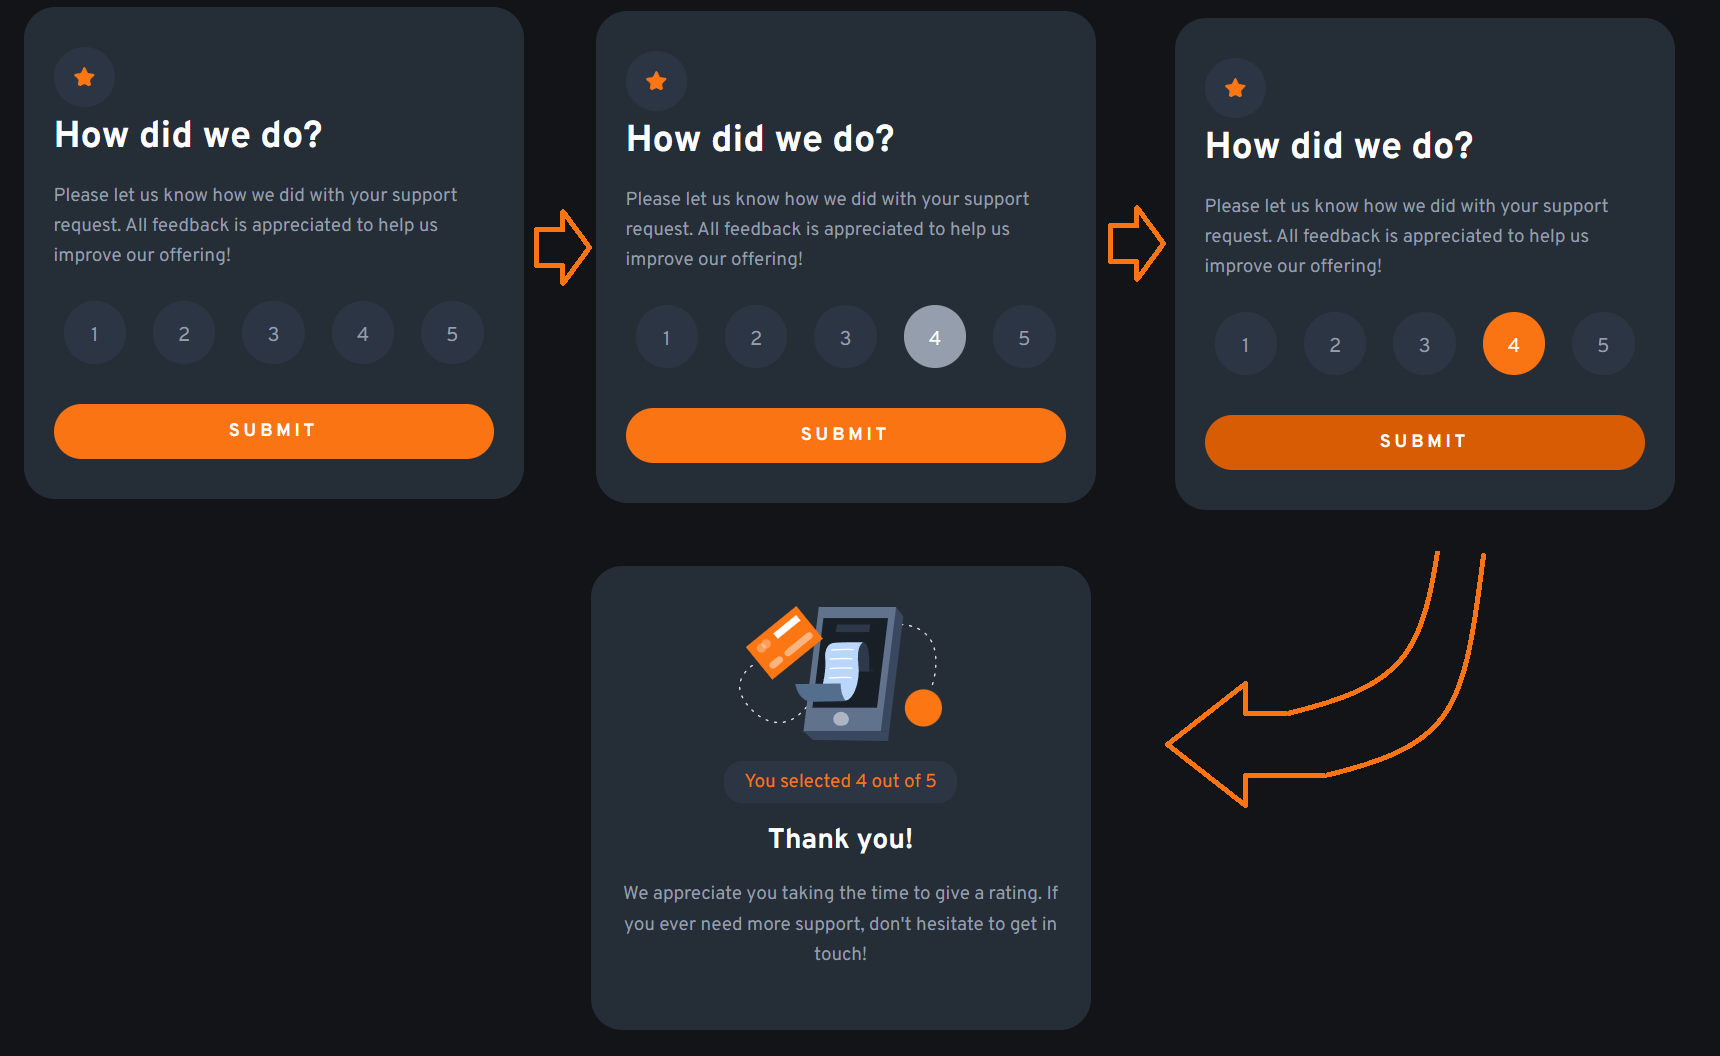 How did we do?
Please let us know how we did with your support
request. All feedback is appreciated to help us
improve our offering!
1 2 3 4 5
SUBMIT
How did we do?
Please let us know how we did with your support
request. All feedback is appreciated to help us
improve our offering!
1 2 3 4 5
SUBMIT
How did we do?
Please let us know how we did with your support
request. All feedback is appreciated to help us
improve our offering!
1 2 3 4 5
SUBMIT
You selected 4 out of 5
Thank you!
We appreciate you taking the time to give a rating. If
you ever need more support, don't hesitate to get in
touch!